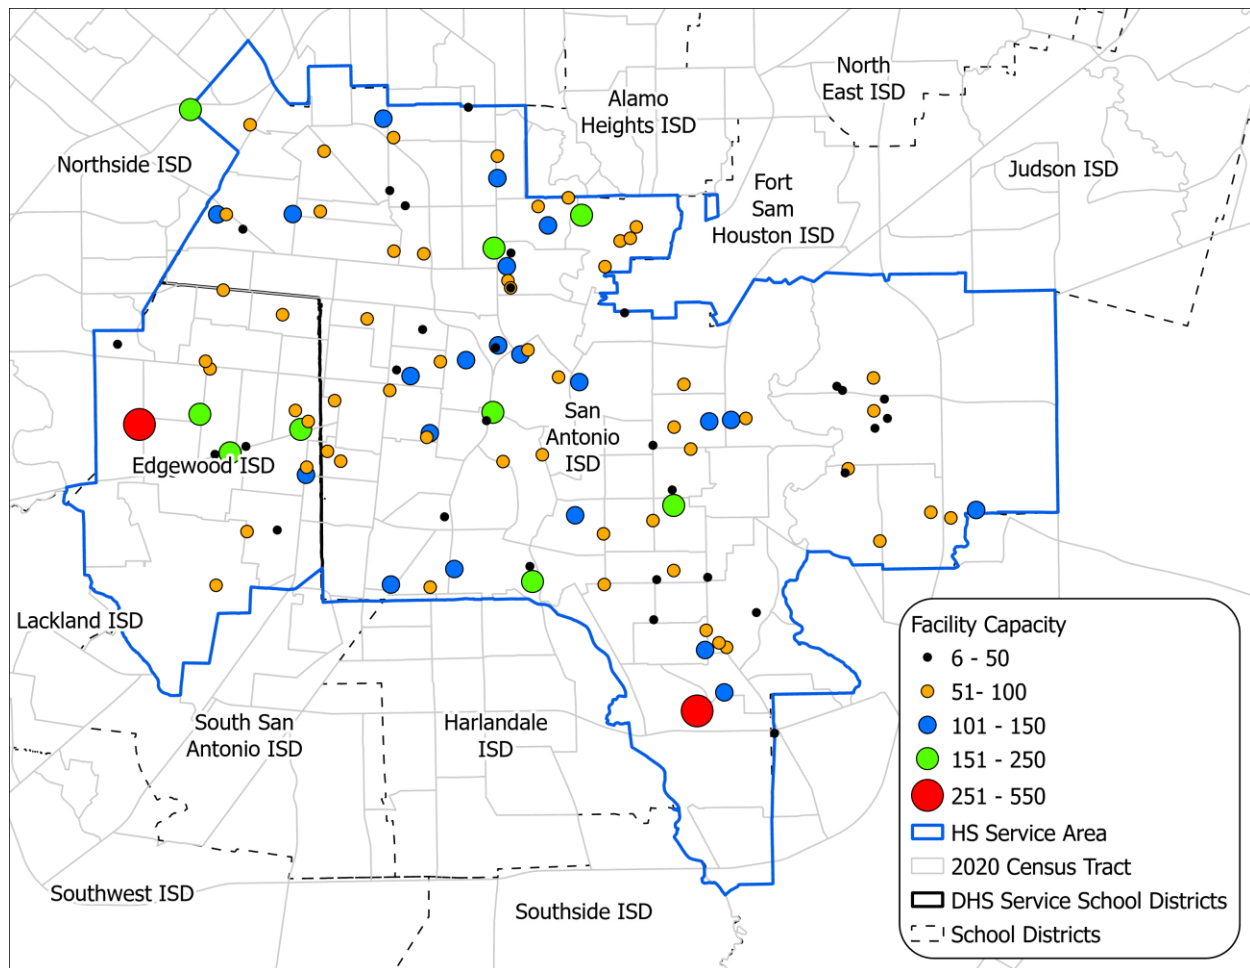 North
East ISD
Alamo
Heights ISD
Northside ISD
Judson ISD
Fort
Sam
Houston ISD
San
Antonio
ISD
Edgewood ISD
Lackland ISD
South San
Antonio ISD
Harlandale
ISD
Southwest ISD
Southside ISD
Facility Capacity
6 - 50
51- 100
101 - 150
151 - 250
251 - 550
HS Service Area
2020 Census Tract
DHS Service School Districts
School Districts